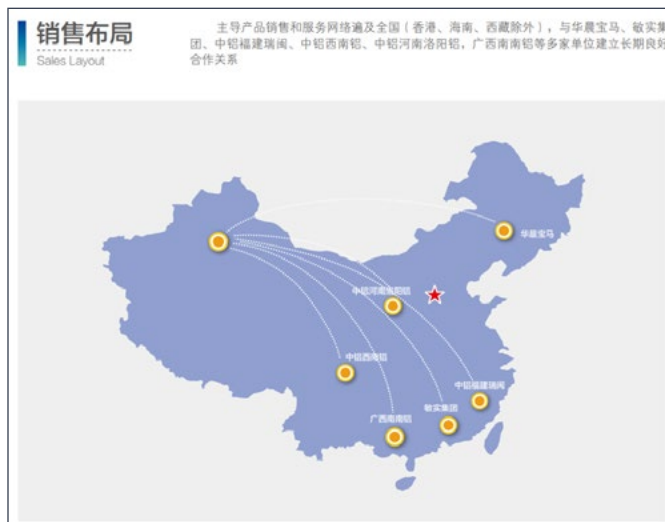 销售布局
Sales Layout
主导产品销售和服务网络遍及全国（香港、海南、西藏除外），与华晨宝马、敏实集
团、中铝福建瑞闽、中铝西南铝、中铝河南洛阳铝，广西南南铝等多家单位建立长期良好
合作关系
华晨宝马
中铝河南洛阳铝
中铝西南铝
中铝福建瑞闽
敏实集团
广西南南铝